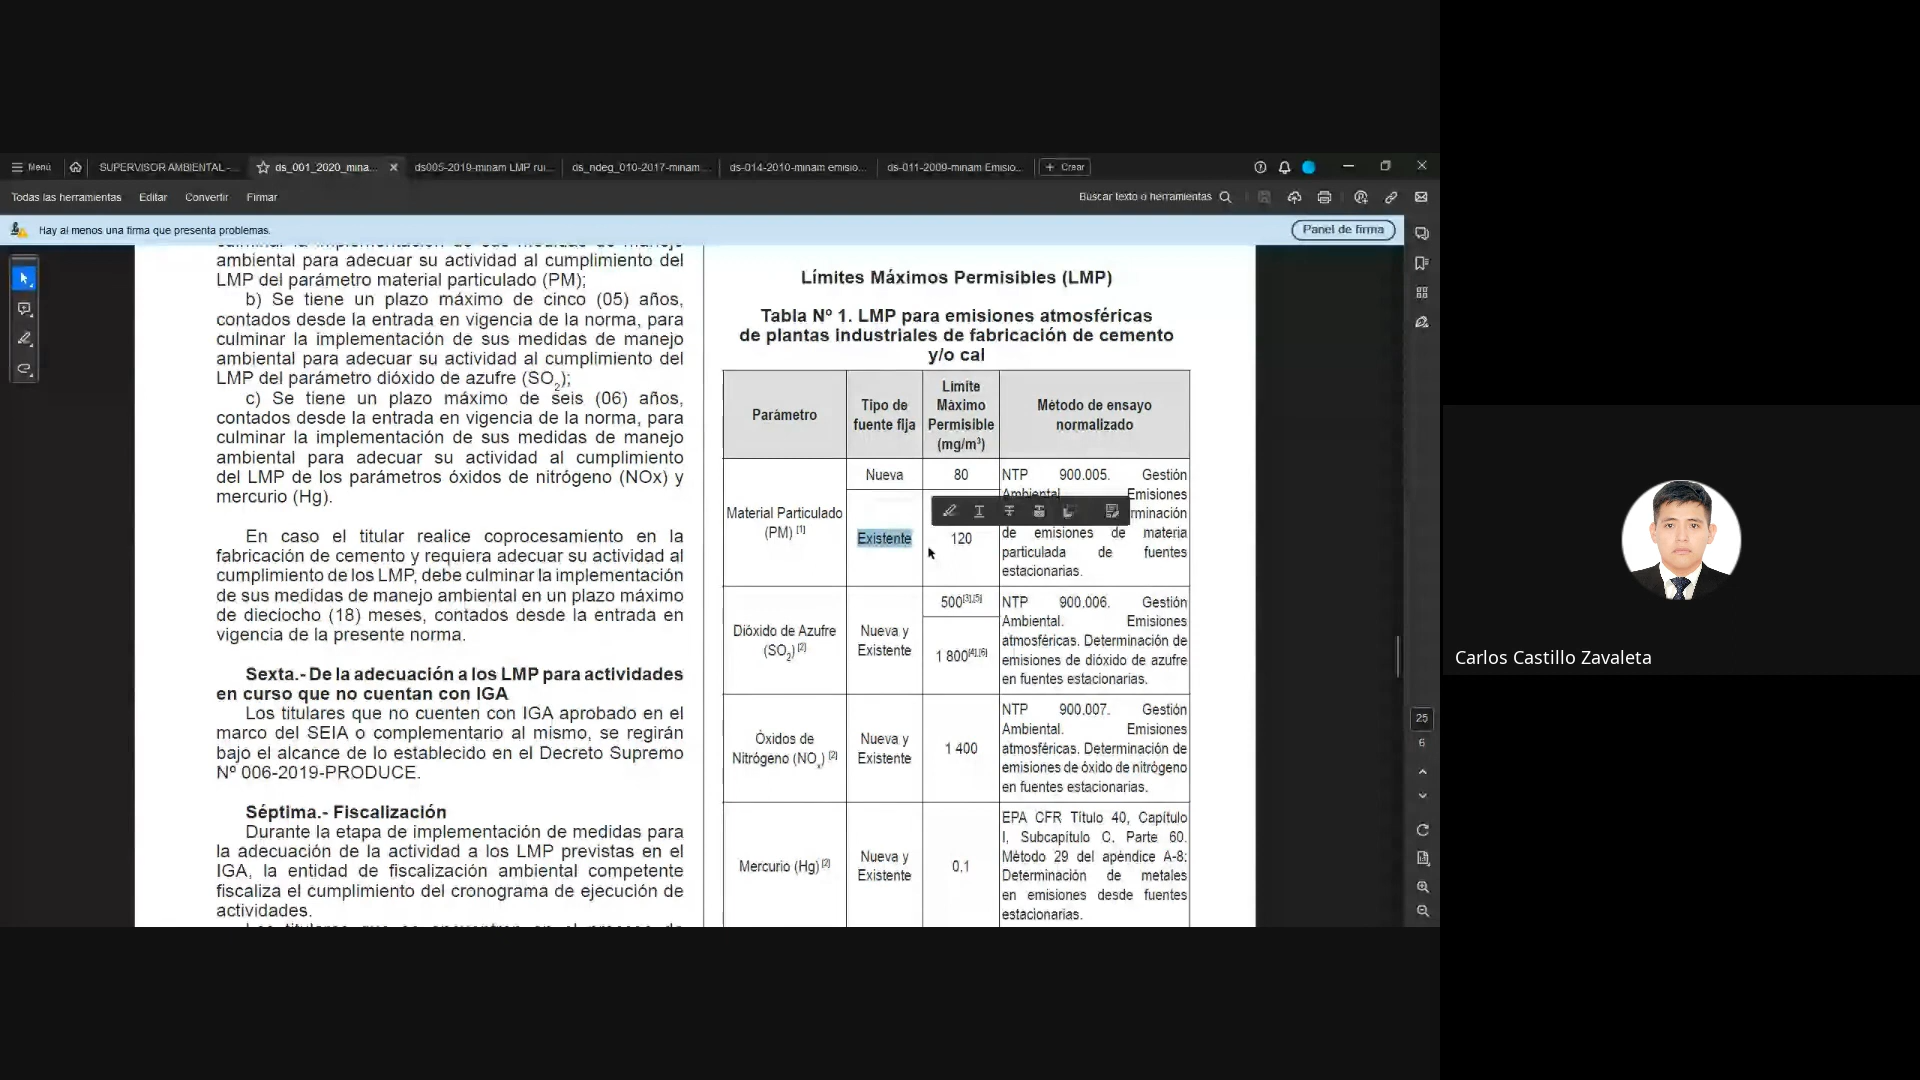 Menú
SUPERVISOR AMBIENTAL -...
ds_001_2020_mina...
ds005-2019-minam LMP rui...
ds_ndeg_010-2017-minam...
ds-014-2010-minam emisio...
ds-011-2009-minam Emisio...
+ Crear
Todas las herramientas Editar Convertir Firmar
Buscar texto o herramientas
Hay al menos una firma que presenta problemas.
Panel de firma
ambiental para adecuar su actividad al cumplimiento del
LMP del parámetro material particulado (PM);
b) Se tiene un plazo máximo de cinco (05) años,
contados desde la entrada en vigencia de la norma, para
culminar la implementación de sus medidas de manejo
ambiental para adecuar su actividad al cumplimiento del
LMP del parámetro dióxido de azufre (SO2);
c) Se tiene un plazo máximo de seis (06) años,
contados desde la entrada en vigencia de la norma, para
culminar la implementación de sus medidas de manejo
ambiental para adecuar su actividad al cumplimiento
del LMP de los parámetros óxidos de nitrógeno (NOx) y
mercurio (Hg).
En caso el titular realice coprocesamiento en la
fabricación de cemento y requiera adecuar su actividad al
cumplimiento de los LMP, debe culminar la implementación
de sus medidas de manejo ambiental en un plazo máximo
de dieciocho (18) meses, contados desde la entrada en
vigencia de la presente norma.
Sexta.- De la adecuación a los LMP para actividades
en curso que no cuentan con IGA
Los titulares que no cuenten con IGA aprobado en el
marco del SEIA o complementario al mismo, se regirán
bajo el alcance de lo establecido en el Decreto Supremo
Nº 006-2019-PRODUCE.
Séptima.- Fiscalización
Durante la etapa de implementación de medidas para
la adecuación de la actividad a los LMP previstas en el
IGA, la entidad de fiscalización ambiental competente
fiscaliza el cumplimiento del cronograma de ejecución de
actividades.
Límites Máximos Permisibles (LMP)
Tabla Nº 1. LMP para emisiones atmosféricas
de plantas industriales de fabricación de cemento
y/o cal
Parámetro
Tipo de
fuente fija
Límite
Máximo
Permisible
(mg/m³)
Método de ensayo
normalizado
Material Particulado
(PM) [1]
Nueva
80
Existente
120
NTP 900.005. Gestión
Ambiental. Emisiones
de emisiones de materia
particulada de fuentes
estacionarias.
Dióxido de Azufre
(SO2) [2]
Nueva y
Existente
500[3],[5]
1 800[4],[6]
NTP 900.006. Gestión
Ambiental. Emisiones
atmosféricas. Determinación de
emisiones de dióxido de azufre
en fuentes estacionarias.
Óxidos de
Nitrógeno (NOx) [2]
Nueva y
Existente
1 400
NTP 900.007. Gestión
Ambiental. Emisiones
atmosféricas. Determinación de
emisiones de óxido de nitrógeno
en fuentes estacionarias.
Mercurio (Hg) [2]
Nueva y
Existente
0,1
EPA CFR Título 40, Capítulo
I, Subcapítulo C. Parte 60.
Método 29 del apéndice A-8:
Determinación de metales
en emisiones desde fuentes
estacionarias.
25
6
Carlos Castillo Zavaleta